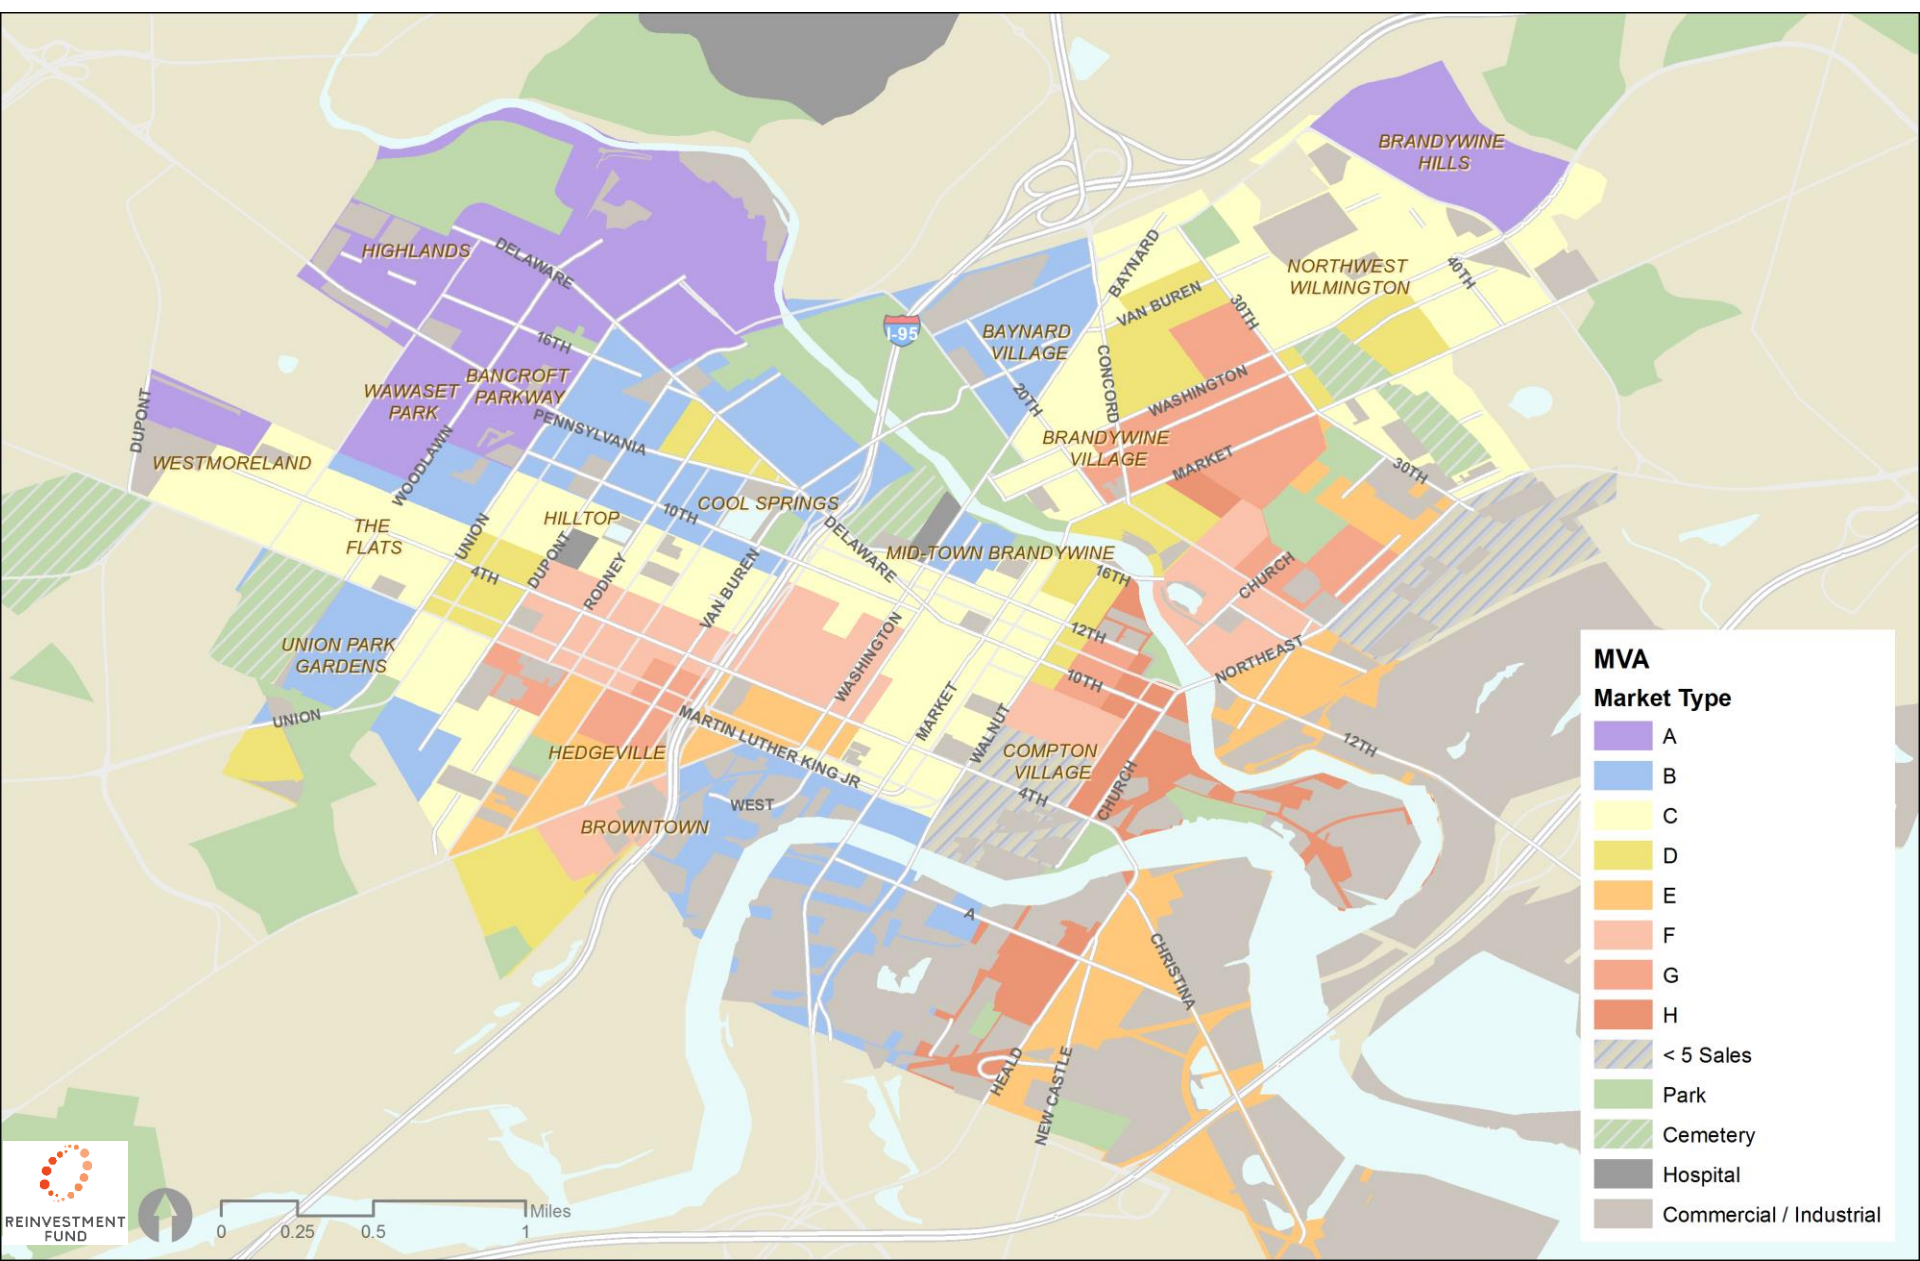 BRANDYWINE
HILLS
HIGHLANDS
DELAWARE
BAYNARD
NORTHWEST
WILMINGTON
40TH
VAN BUREN
30TH
I-95
BAYNARD
VILLAGE
16TH
CONCORD
BANCROFT
PARKWAY
WAWASET
PARK
20TH
WASHINGTON
DUPONT
PENNSYLVANIA
WOODLAWN
BRANDYWINE
VILLAGE
MARKET
30TH
WESTMORELAND
COOL SPRINGS
10TH
HILLTOP
THE
FLATS
UNION
DELAWARE
MID-TOWN BRANDYWINE
DUPONT
4TH
RODNEY
VAN BUREN
16TH
CHURCH
12TH
UNION PARK
GARDENS
WASHINGTON
NORTHEAST
10TH
UNION
MARKET
MARTIN LUTHER KING JR
WALNUT
12TH
HEDGEVILLE
COMPTON
VILLAGE
4TH
CHURCH
WEST
BROWNTOWN
A
CHRISTINA
HEALD
NEW CASTLE
MVA
Market Type
A
B
C
D
E
F
G
H
< 5 Sales
Park
Cemetery
Hospital
Commercial / Industrial
REINVESTMENT
FUND
Miles
0 0.25 0.5 1